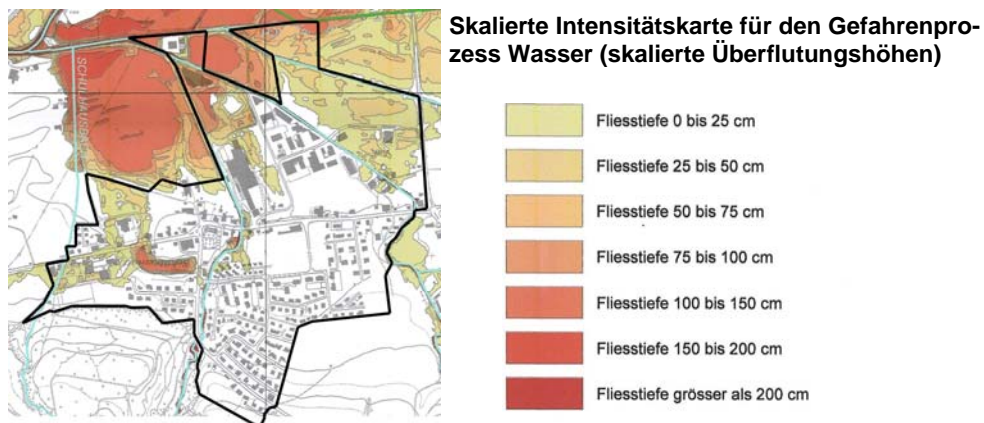 Skalierte Intensitätskarte für den Gefahrenpro-
zess Wasser (skalierte Überflutungshöhen)
Fliesstiefe 0 bis 25 cm
Fliesstiefe 25 bis 50 cm
Fliesstiefe 50 bis 75 cm
Fliesstiefe 75 bis 100 cm
Fliesstiefe 100 bis 150 cm
Fliesstiefe 150 bis 200 cm
Fliesstiefe grösser als 200 cm